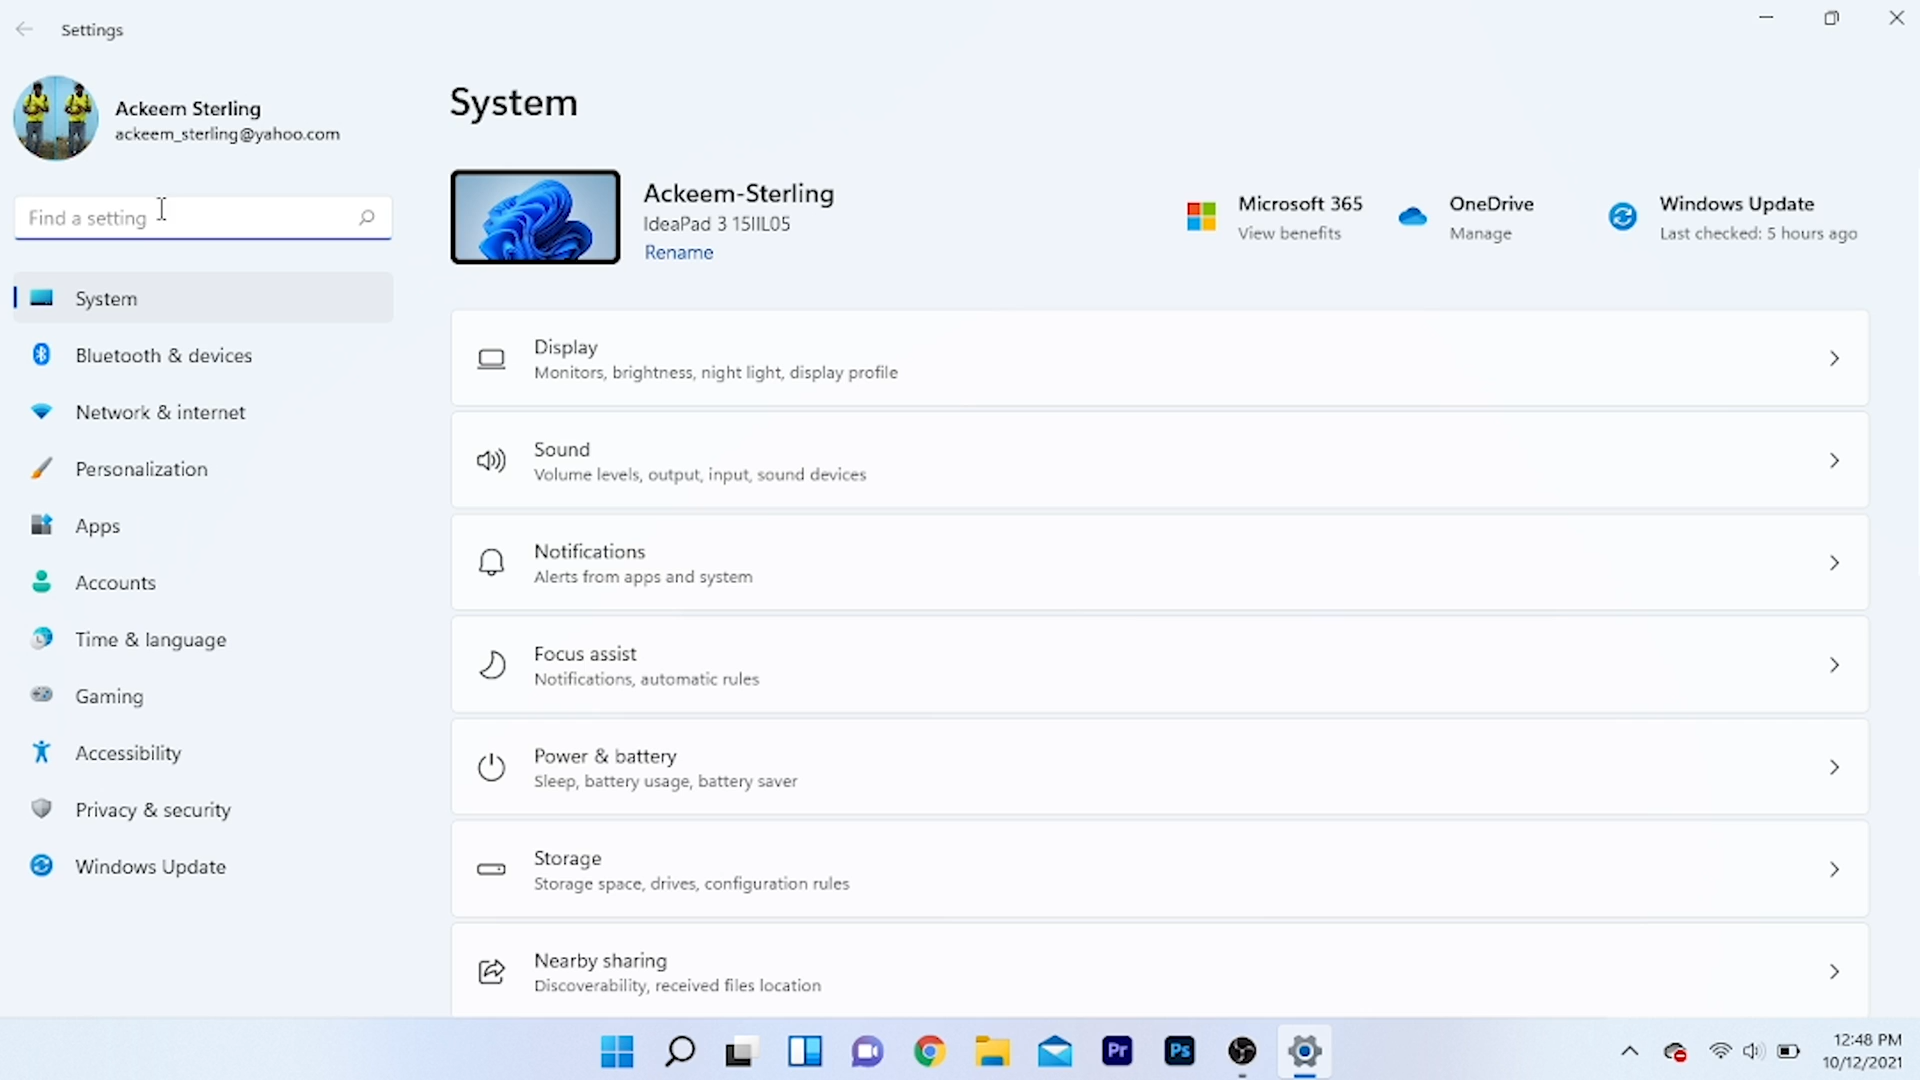 Settings
Ackeem Sterling
ackeem_sterling@yahoo.com
Find a setting
System
Bluetooth & devices
Network & internet
Personalization
Apps
Accounts
Time & language
Gaming
Accessibility
Privacy & security
Windows Update
System
Ackeem-Sterling
IdeaPad 3 15IIL05
Rename
Microsoft 365
View benefits
OneDrive
Manage
Windows Update
Last checked: 5 hours ago
Display
Monitors, brightness, night light, display profile
Sound
Volume levels, output, input, sound devices
Notifications
Alerts from apps and system
Focus assist
Notifications, automatic rules
Power & battery
Sleep, battery usage, battery saver
Storage
Storage space, drives, configuration rules
Nearby sharing
Discoverability, received files location
Pr
Ps
12:48 PM
10/12/2021